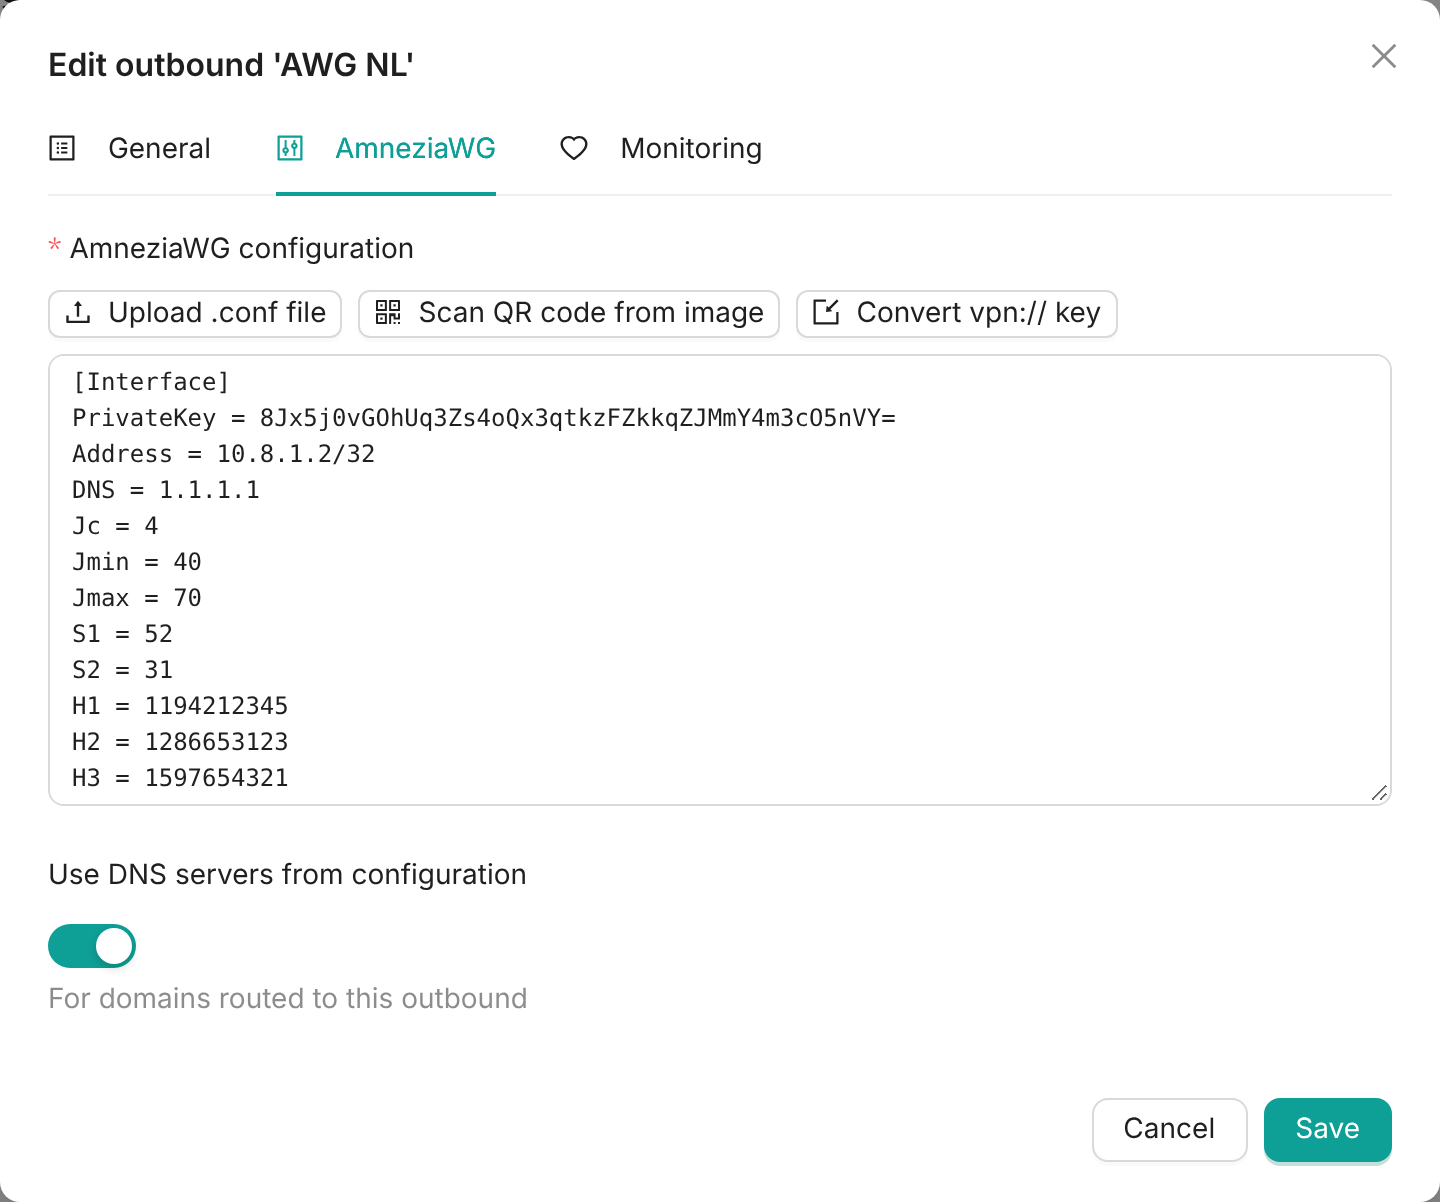 Edit outbound 'AWG NL'
General AmneziaWG Monitoring
* AmneziaWG configuration
Upload .conf file Scan QR code from image Convert vpn:// key
[Interface]
PrivateKey = 8Jx5j0vGOhUq3Zs4oQx3qtkzFZkkqZJMmY4m3cO5nVY=
Address = 10.8.1.2/32
DNS = 1.1.1.1
Jc = 4
Jmin = 40
Jmax = 70
S1 = 52
S2 = 31
H1 = 1194212345
H2 = 1286653123
H3 = 1597654321
Use DNS servers from configuration
For domains routed to this outbound
Cancel Save